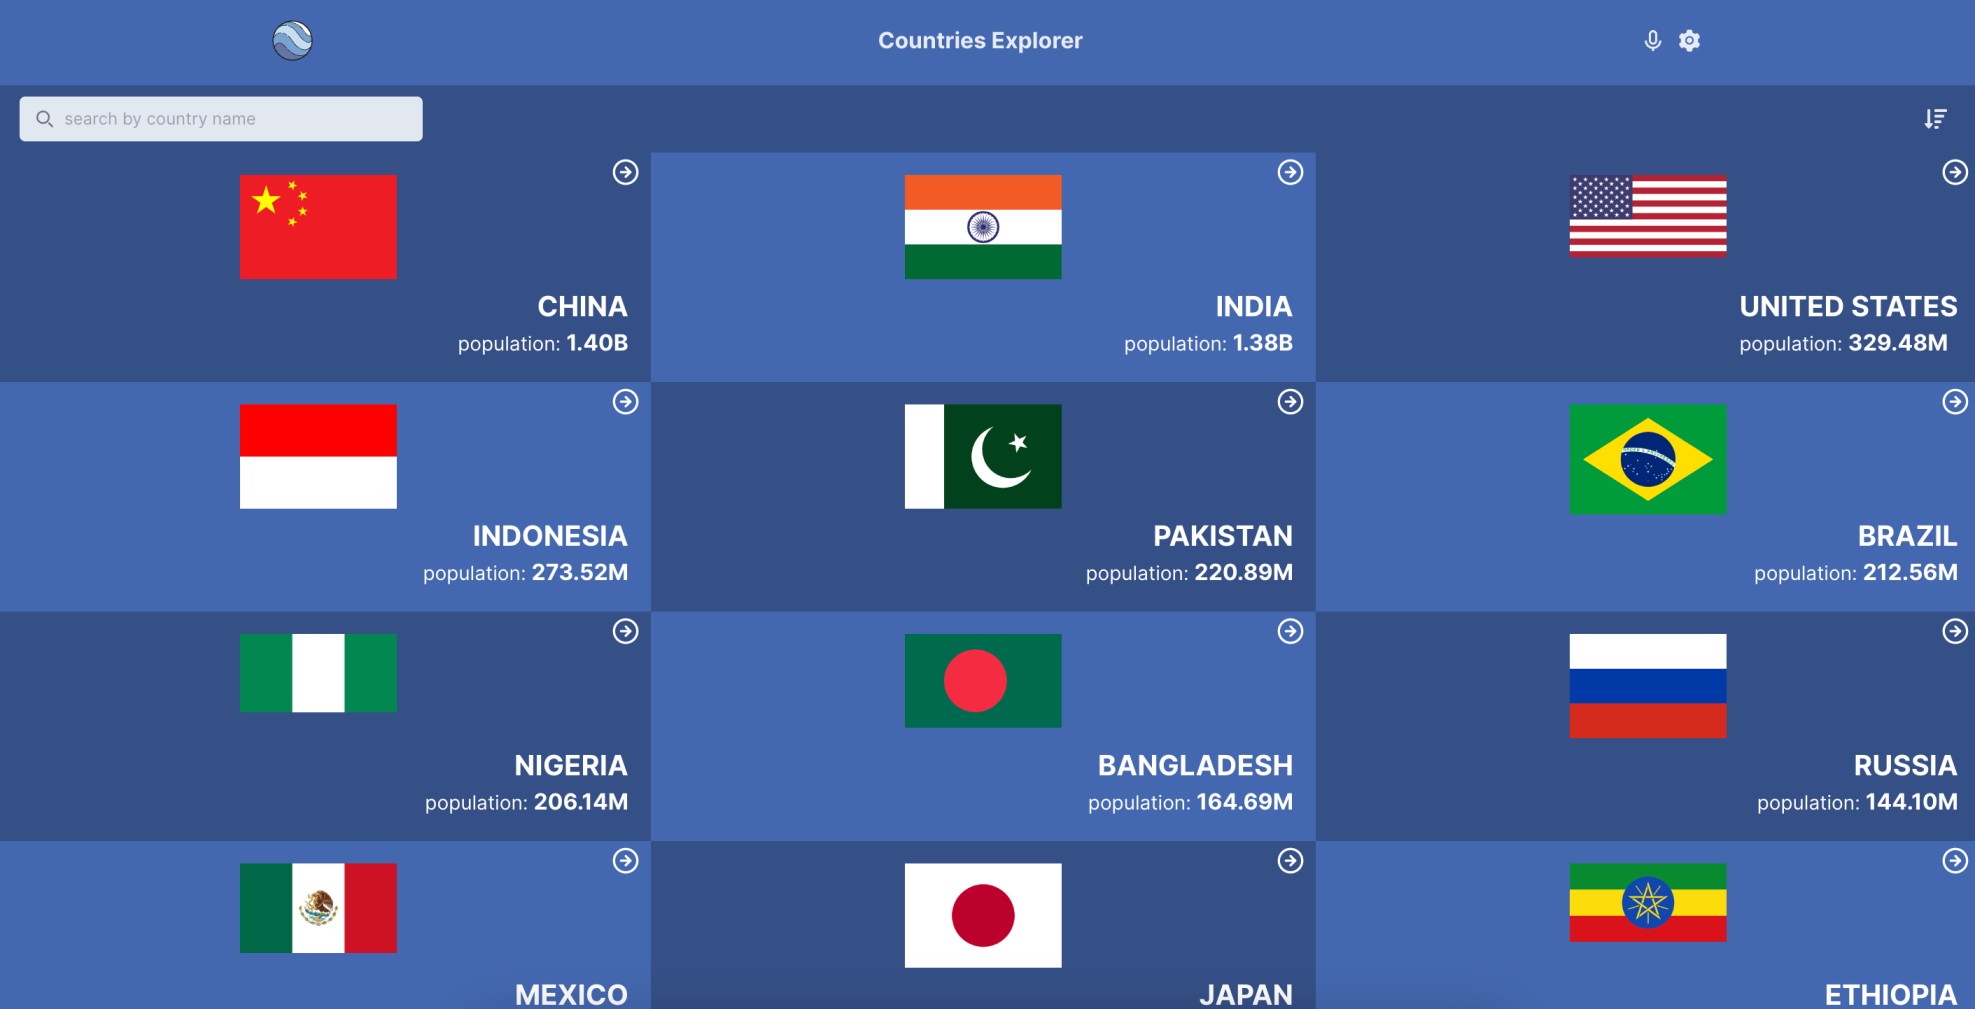 Countries Explorer
search by country name
CHINA
population: 1.40B
INDIA
population: 1.38B
UNITED STATES
population: 329.48M
INDONESIA
population: 273.52M
PAKISTAN
population: 220.89M
BRAZIL
population: 212.56M
NIGERIA
population: 206.14M
BANGLADESH
population: 164.69M
RUSSIA
population: 144.10M
MEXICO
JAPAN
ETHIOPIA